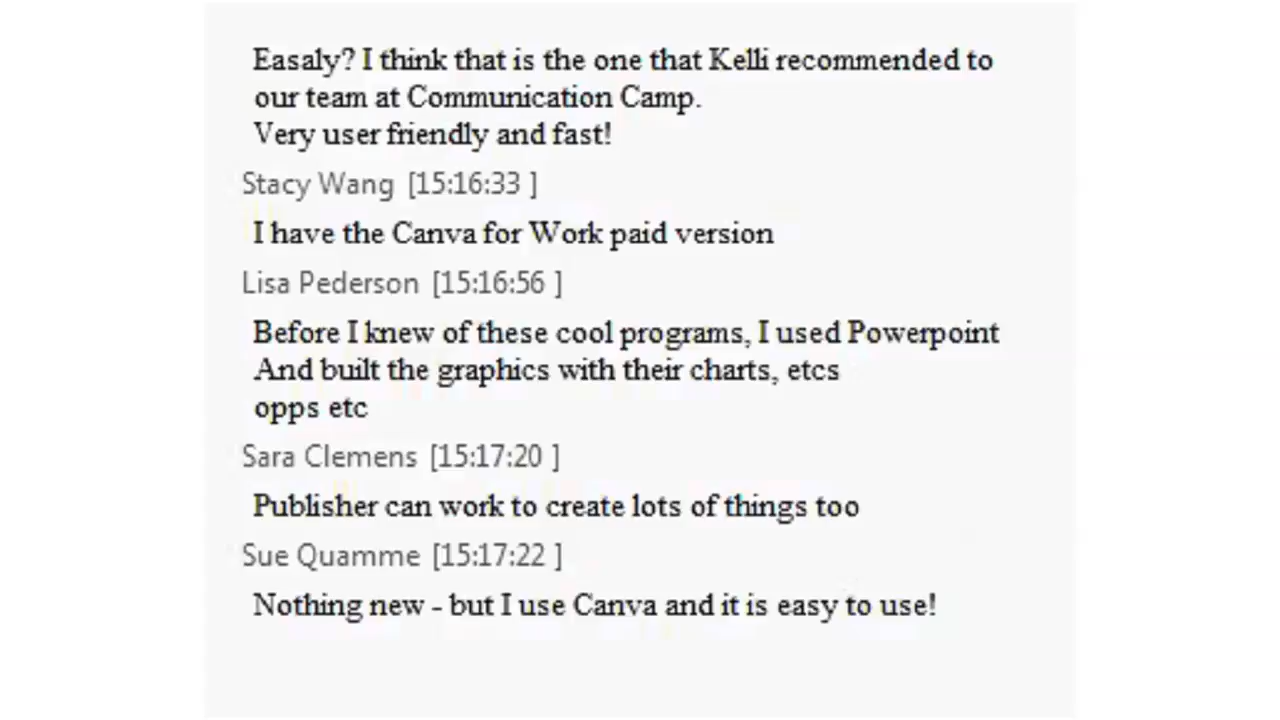 Easaly? I think that is the one that Kelli recommended to
our team at Communication Camp.
Very user friendly and fast!
Stacy Wang [15:16:33 ]
I have the Canva for Work paid version
Lisa Pederson [15:16:56 ]
Before I knew of these cool programs, I used Powerpoint
And built the graphics with their charts, etcs
opps etc
Sara Clemens [15:17:20 ]
Publisher can work to create lots of things too
Sue Quamme [15:17:22 ]
Nothing new - but I use Canva and it is easy to use!